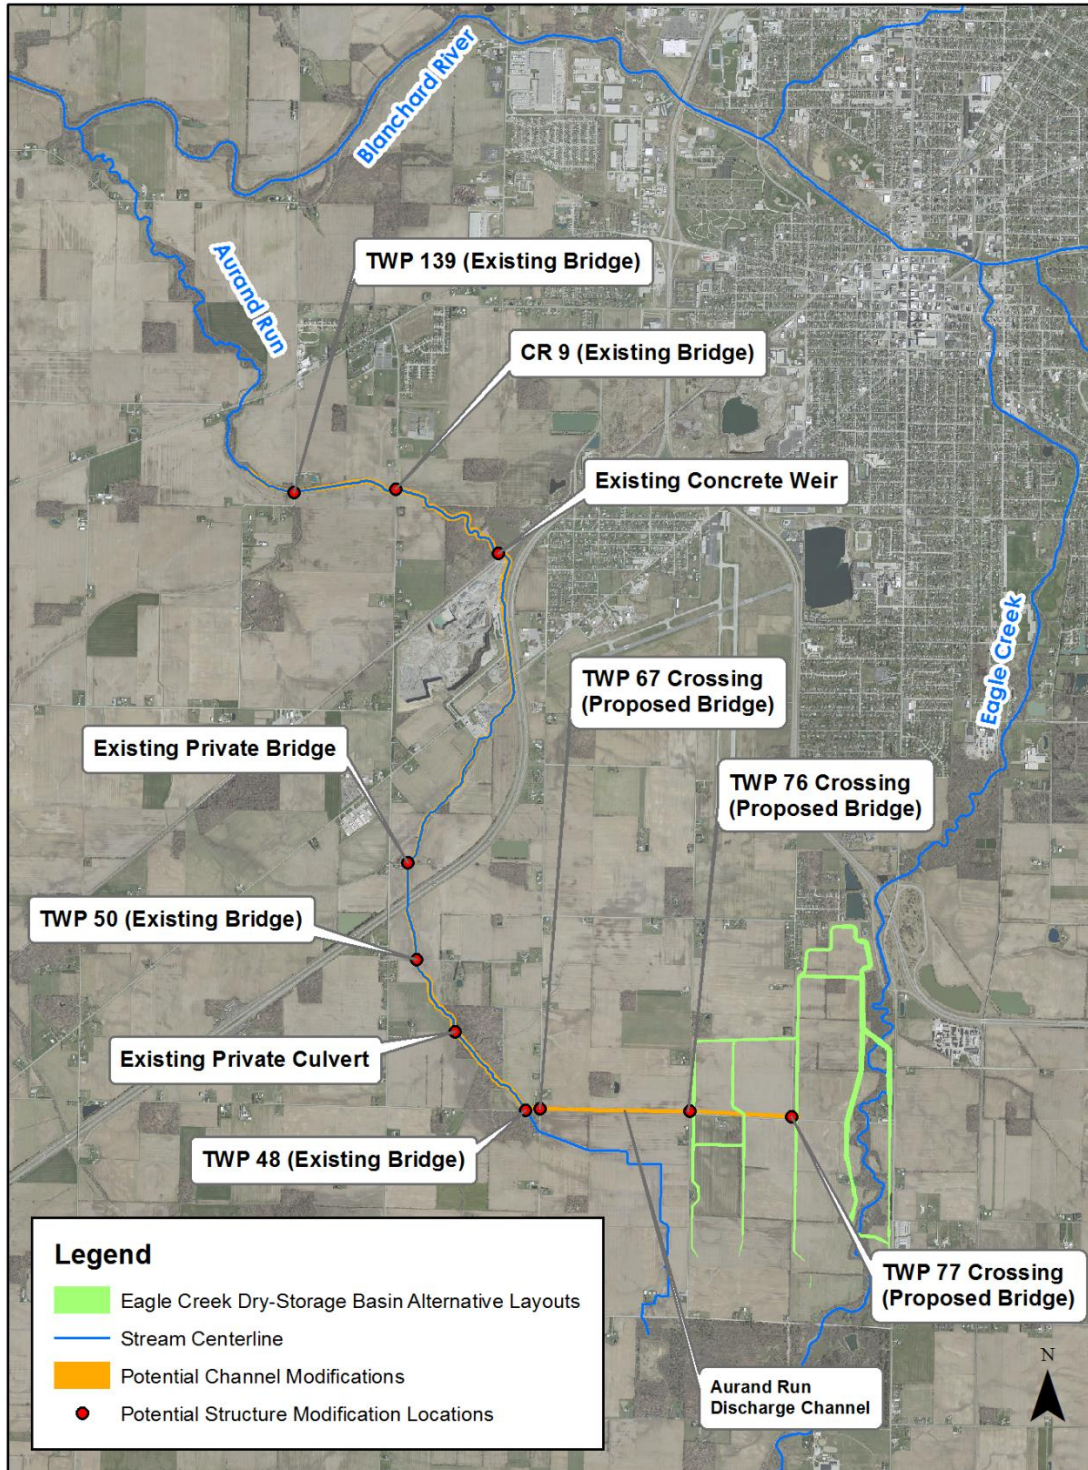 Blanchard River
Aurand Run
TWP 139 (Existing Bridge)
CR 9 (Existing Bridge)
Existing Concrete Weir
Eagle Creek
TWP 67 Crossing
(Proposed Bridge)
Existing Private Bridge
TWP 76 Crossing
(Proposed Bridge)
TWP 50 (Existing Bridge)
Existing Private Culvert
TWP 48 (Existing Bridge)
TWP 77 Crossing
(Proposed Bridge)
Aurand Run
Discharge Channel
N
Legend
Eagle Creek Dry-Storage Basin Alternative Layouts
Stream Centerline
Potential Channel Modifications
Potential Structure Modification Locations